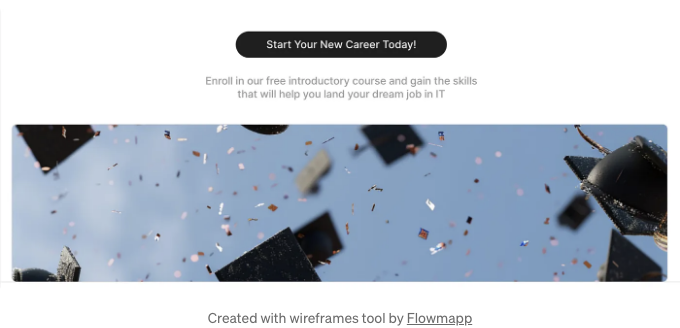 Start Your New Career Today!
Enroll in our free introductory course and gain the skills
that will help you land your dream job in IT
Created with wireframes tool by Flowmapp